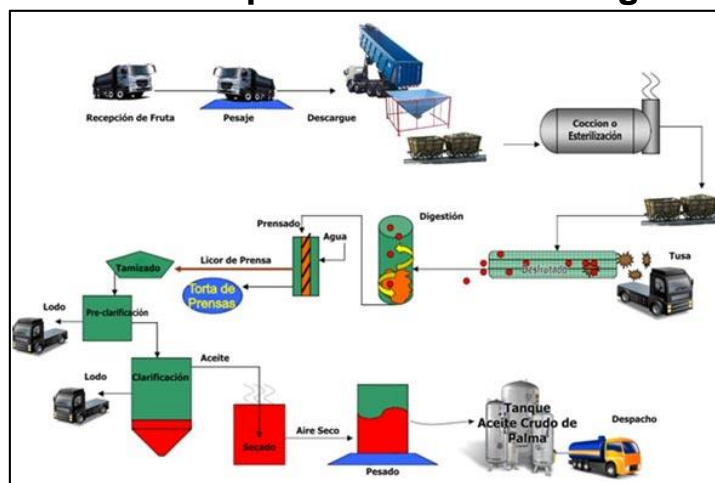 Recepción de Fruta
Pesaje
Descargue
Coccion o
Esterilización
Prensado
Agua
Digestión
Licor de Prensa
Tamizado
Torta de
Prensas
Desfrutado
Tusa
Pre-clarificación
Lodo
Aceite
Clarificación
Lodo
Secado
Aire Seco
Pesado
Tanque
Aceite Crudo de
Palma
Despacho